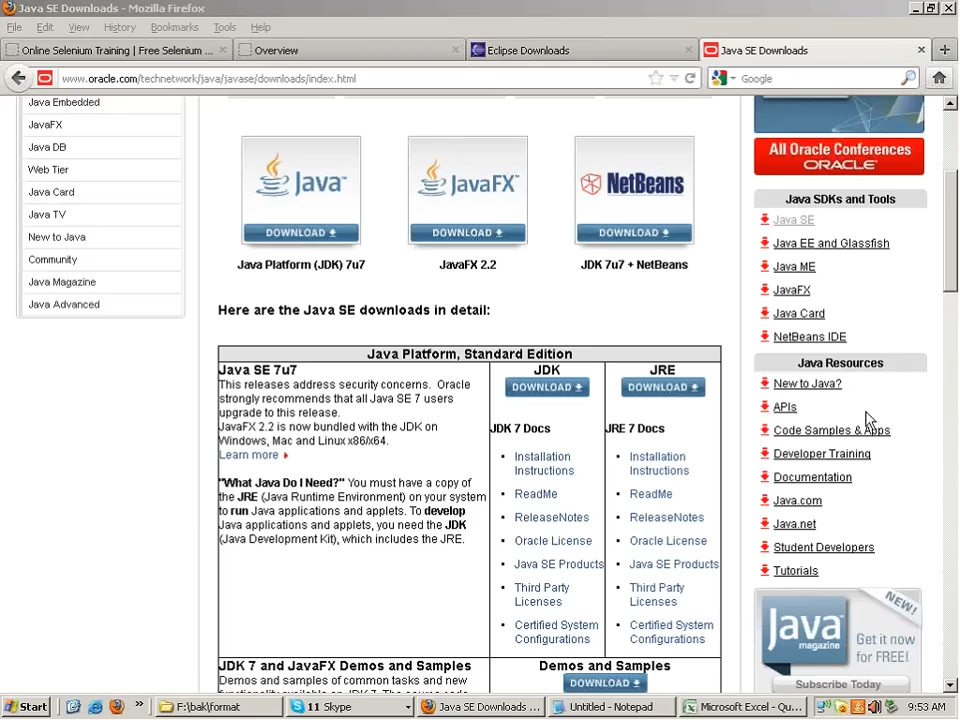 Java SE Downloads - Mozilla Firefox
File Edit View History Bookmarks Tools Help
Online Selenium Training | Free Selenium ... Overview Eclipse Downloads Java SE Downloads
www.oracle.com/technetwork/java/javase/downloads/index.html Google
Java Embedded
JavaFX
Java DB
Web Tier
Java Card
Java TV
New to Java
Community
Java Magazine
Java Advanced
Java
DOWNLOAD
Java Platform (JDK) 7u7
JavaFX
DOWNLOAD
JavaFX 2.2
NetBeans
DOWNLOAD
JDK 7u7 + NetBeans
Here are the Java SE downloads in detail:
Java Platform, Standard Edition
Java SE 7u7
This releases address security concerns. Oracle
strongly recommends that all Java SE 7 users
upgrade to this release.
JavaFX 2.2 is now bundled with the JDK on
Windows, Mac and Linux x86/x64.
Learn more
"What Java Do I Need?" You must have a copy of
the JRE (Java Runtime Environment) on your system
to run Java applications and applets. To develop
Java applications and applets, you need the JDK
(Java Development Kit), which includes the JRE.
JDK
DOWNLOAD
JDK 7 Docs
Installation
Instructions
ReadMe
ReleaseNotes
Oracle License
Java SE Products
Third Party
Licenses
Certified System
Configurations
JRE
DOWNLOAD
JRE 7 Docs
Installation
Instructions
ReadMe
ReleaseNotes
Oracle License
Java SE Products
Third Party
Licenses
Certified System
Configurations
JDK 7 and JavaFX Demos and Samples
Demos and samples of common tasks and new
Demos and Samples
DOWNLOAD
All Oracle Conferences
ORACLE
Java SDKs and Tools
Java SE
Java EE and Glassfish
Java ME
JavaFX
Java Card
NetBeans IDE
Java Resources
New to Java?
APIs
Code Samples & Apps
Developer Training
Documentation
Java.com
Java.net
Student Developers
Tutorials
NEW!
Java
magazine
Get it now
for FREE!
Subscribe Today
Start F:\bak\format 11 Skype Java SE Downloads ... Untitled - Notepad Microsoft Excel - Qu... 9:53 AM